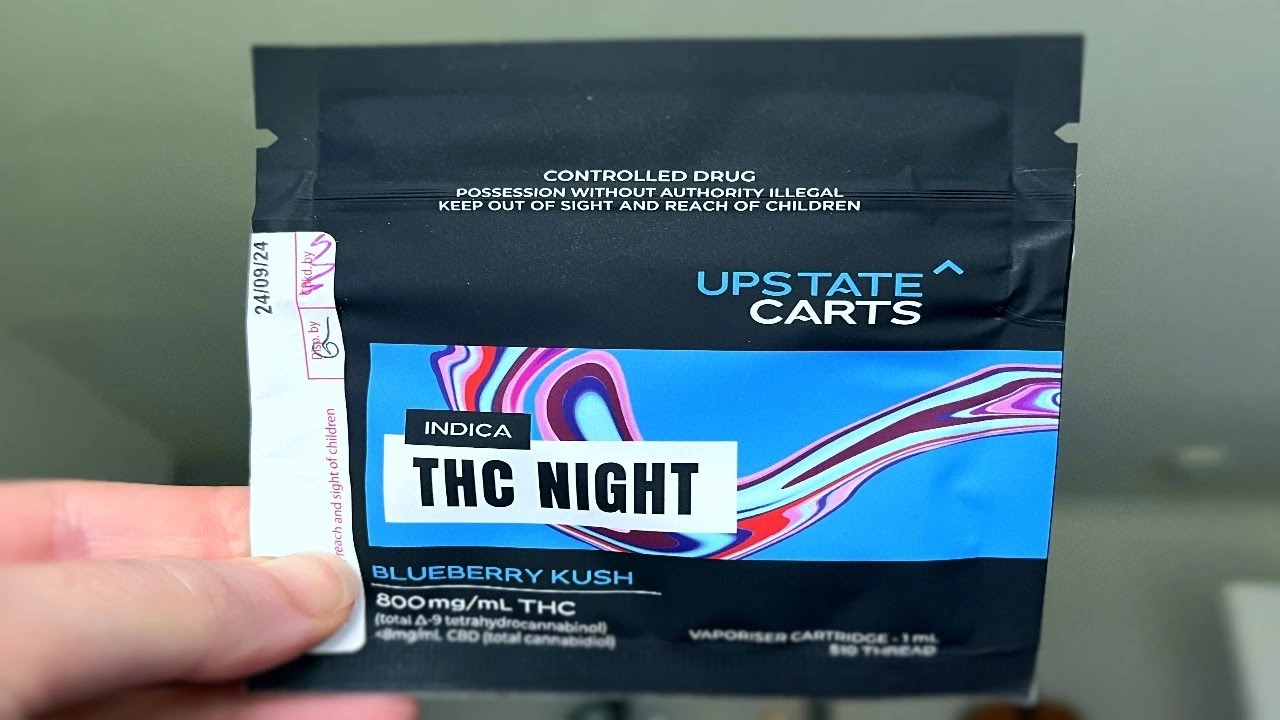 CONTROLLED DRUG
POSSESSION WITHOUT AUTHORITY ILLEGAL
KEEP OUT OF SIGHT AND REACH OF CHILDREN
UPSTATE
CARTS
INDICA
THC NIGHT
BLUEBERRY KUSH
800mg/mL THC
(total Δ-9 tetrahydrocannabinol)
<8mg/mL CBD (total cannabidiol)
VAPORISER CARTRIDGE - 1 mL
510 THREAD
24/09/24
Disp. by
reach and sight of children